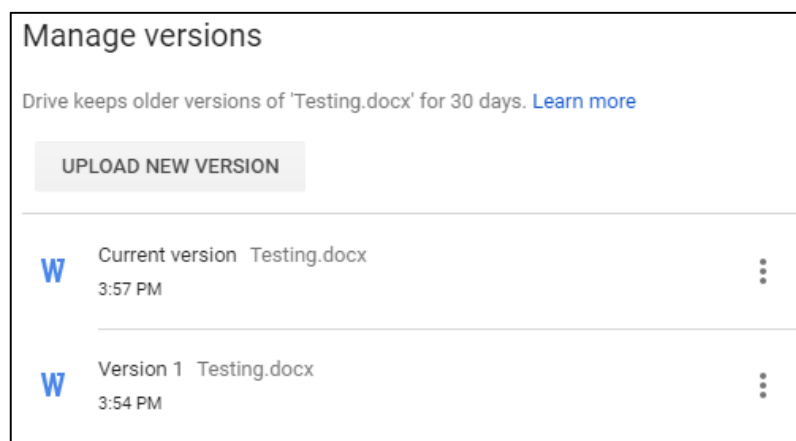 Manage versions
Drive keeps older versions of 'Testing.docx' for 30 days. Learn more
UPLOAD NEW VERSION
W Current version Testing.docx
3:57 PM
W Version 1 Testing.docx
3:54 PM